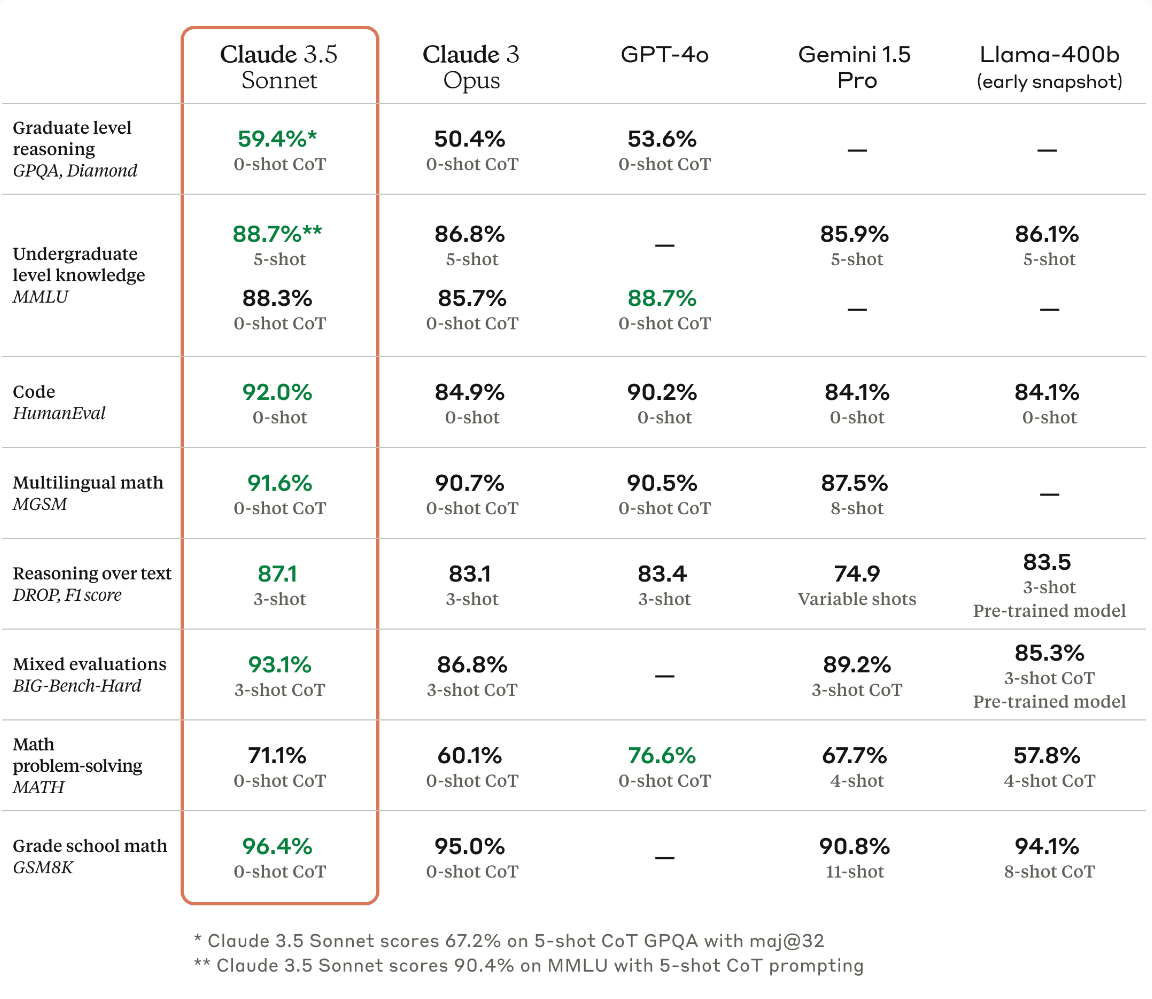 Claude 3.5 Sonnet
Claude 3 Opus
GPT-4o
Gemini 1.5 Pro
Llama-400b
(early snapshot)
Graduate level
reasoning
GPQA, Diamond
59.4%*
0-shot CoT
50.4%
0-shot CoT
53.6%
0-shot CoT
—
—
Undergraduate
level knowledge
MMLU
88.7%**
5-shot
86.8%
5-shot
—
85.9%
5-shot
86.1%
5-shot
88.3%
0-shot CoT
85.7%
0-shot CoT
88.7%
0-shot CoT
—
—
Code
HumanEval
92.0%
0-shot
84.9%
0-shot
90.2%
0-shot
84.1%
0-shot
84.1%
0-shot
Multilingual math
MGSM
91.6%
0-shot CoT
90.7%
0-shot CoT
90.5%
0-shot CoT
87.5%
8-shot
—
Reasoning over text
DROP, F1 score
87.1
3-shot
83.1
3-shot
83.4
3-shot
74.9
Variable shots
83.5
3-shot
Pre-trained model
Mixed evaluations
BIG-Bench-Hard
93.1%
3-shot CoT
86.8%
3-shot CoT
—
89.2%
3-shot CoT
85.3%
3-shot CoT
Pre-trained model
Math
problem-solving
MATH
71.1%
0-shot CoT
60.1%
0-shot CoT
76.6%
0-shot CoT
67.7%
4-shot
57.8%
4-shot CoT
Grade school math
GSM8K
96.4%
0-shot CoT
95.0%
0-shot CoT
—
90.8%
11-shot
94.1%
8-shot CoT
* Claude 3.5 Sonnet scores 67.2% on 5-shot CoT GPQA with maj@32
** Claude 3.5 Sonnet scores 90.4% on MMLU with 5-shot CoT prompting